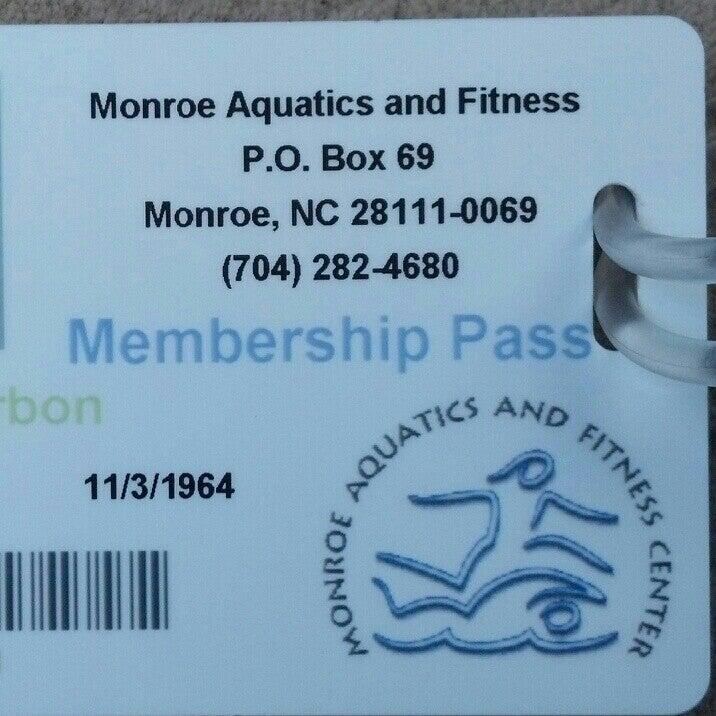 Monroe Aquatics and Fitness
P.O. Box 69
Monroe, NC 28111-0069
(704) 282-4680
Membership Pass
rbon
11/3/1964
MONROE AQUATICS AND FITNESS CENTER